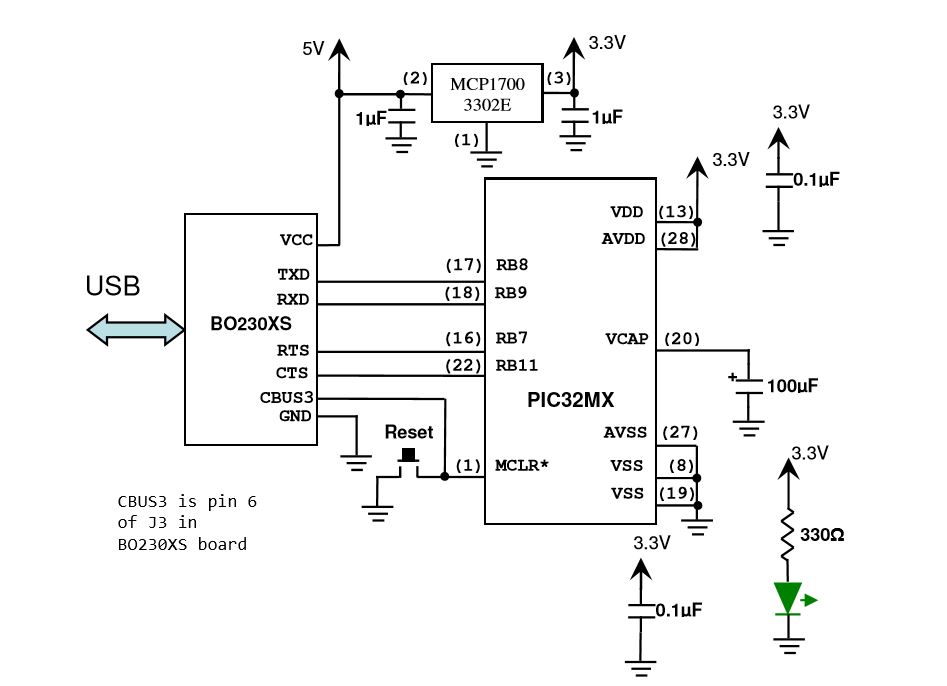 5V
(2)
MCP1700
3302E
(3)
3.3V
1µF
(1)
1µF
3.3V
0.1µF
3.3V
VDD (13)
AVDD (28)
VCC
TXD
(17) RB8
RXD
(18) RB9
USB
BO230XS
RTS
(16) RB7
CTS
(22) RB11
CBUS3
GND
VCAP (20)
+
100µF
PIC32MX
Reset
(1) MCLR*
AVSS (27)
VSS (8)
VSS (19)
CBUS3 is pin 6
of J3 in
BO230XS board
3.3V
330Ω
3.3V
0.1µF